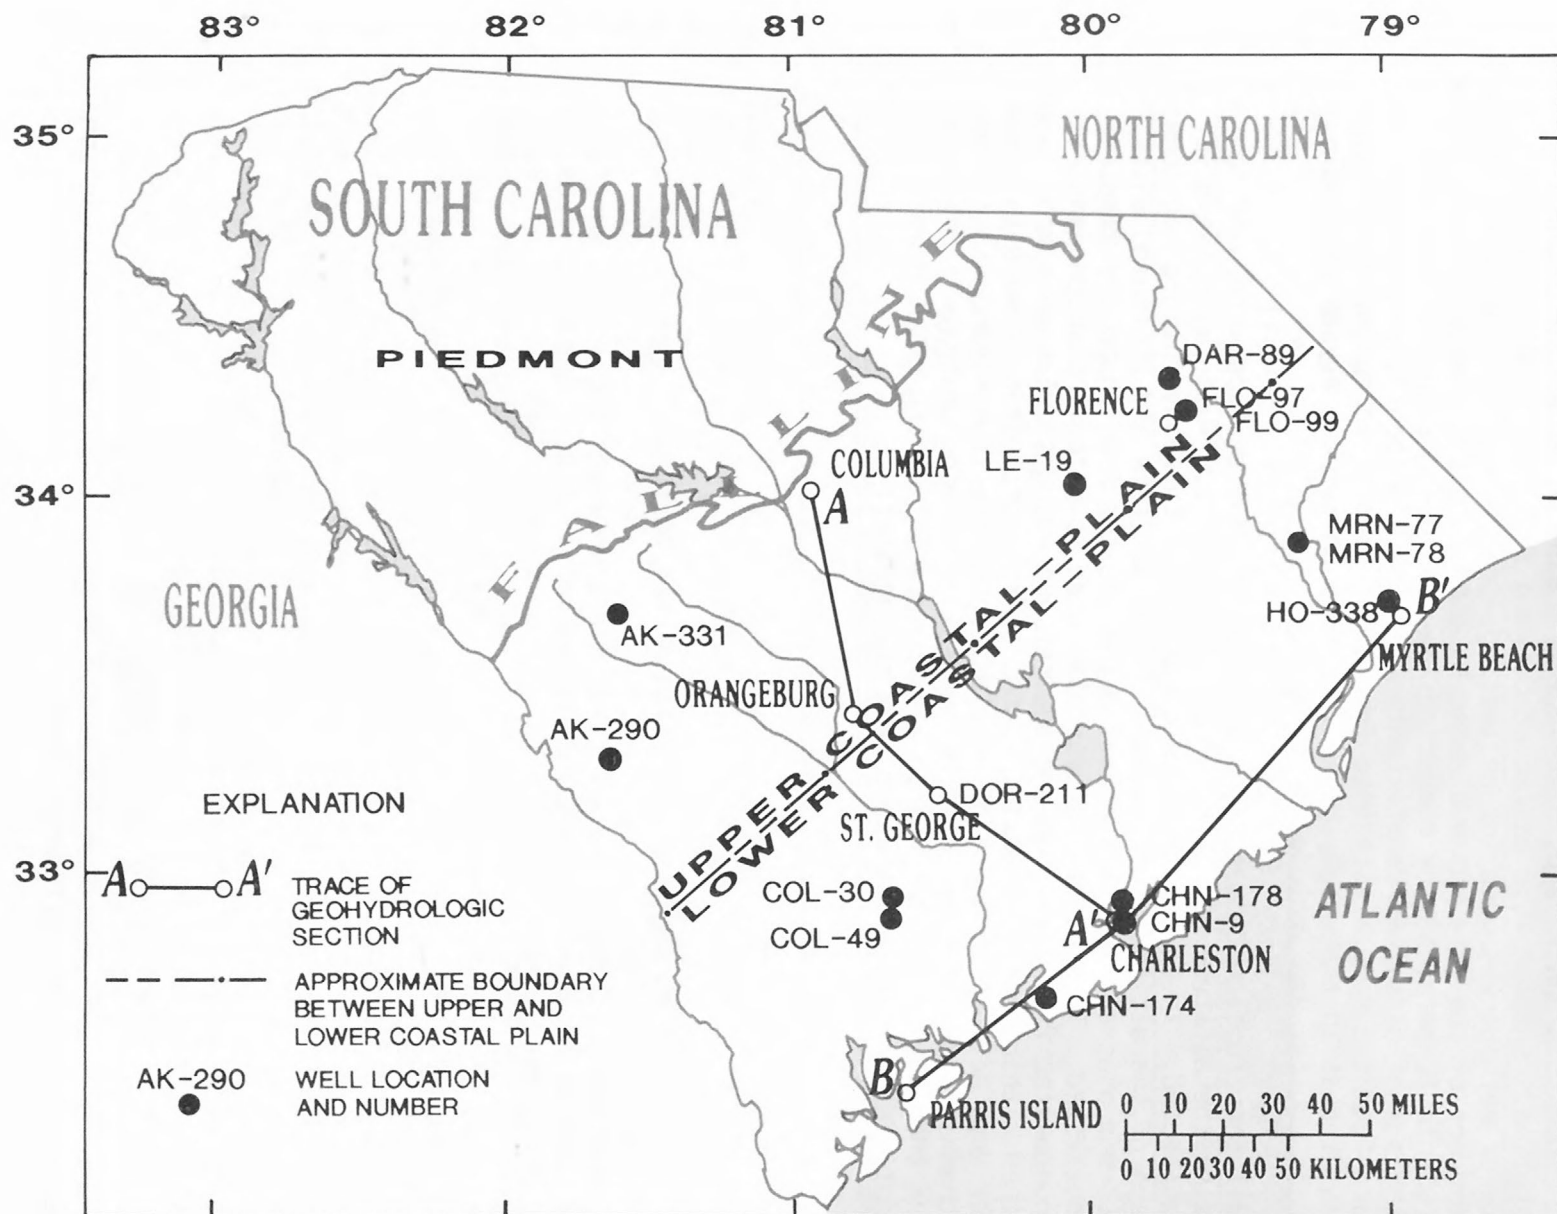 83° 82° 81° 80° 79°
35°
NORTH CAROLINA
SOUTH CAROLINA
PIEDMONT
FALL LINE
DAR-89
FLORENCE
FLO-97
FLO-99
COLUMBIA
LE-19
34°
A
MRN-77
MRN-78
GEORGIA
HO-338
B'
AK-331
MYRTLE BEACH
ORANGEBURG
AK-290
UPPER COASTAL PLAIN
LOWER COASTAL PLAIN
DOR-211
ST. GEORGE
33°
COL-30
COL-49
CHN-178
A'
CHN-9
CHARLESTON
ATLANTIC
OCEAN
CHN-174
B
PARRIS ISLAND
EXPLANATION
A A' TRACE OF
GEOHYDROLOGIC
SECTION
APPROXIMATE BOUNDARY
BETWEEN UPPER AND
LOWER COASTAL PLAIN
AK-290 WELL LOCATION
AND NUMBER
0 10 20 30 40 50 MILES
0 10 20 30 40 50 KILOMETERS